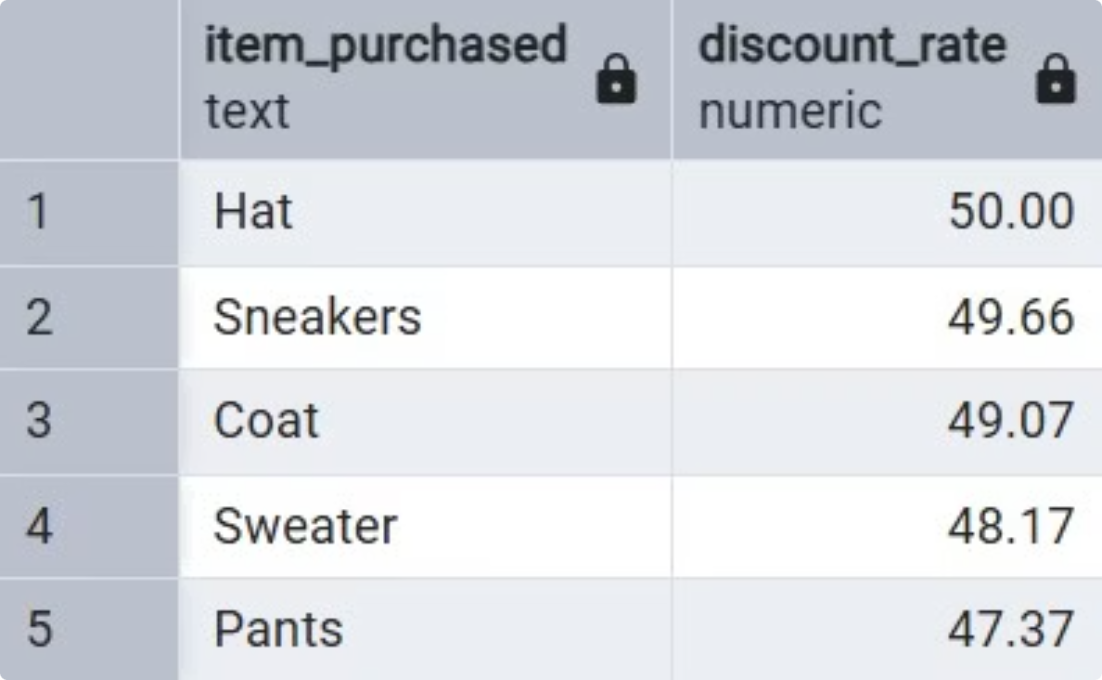 item_purchased discount_rate
text numeric
1 Hat 50.00
2 Sneakers 49.66
3 Coat 49.07
4 Sweater 48.17
5 Pants 47.37